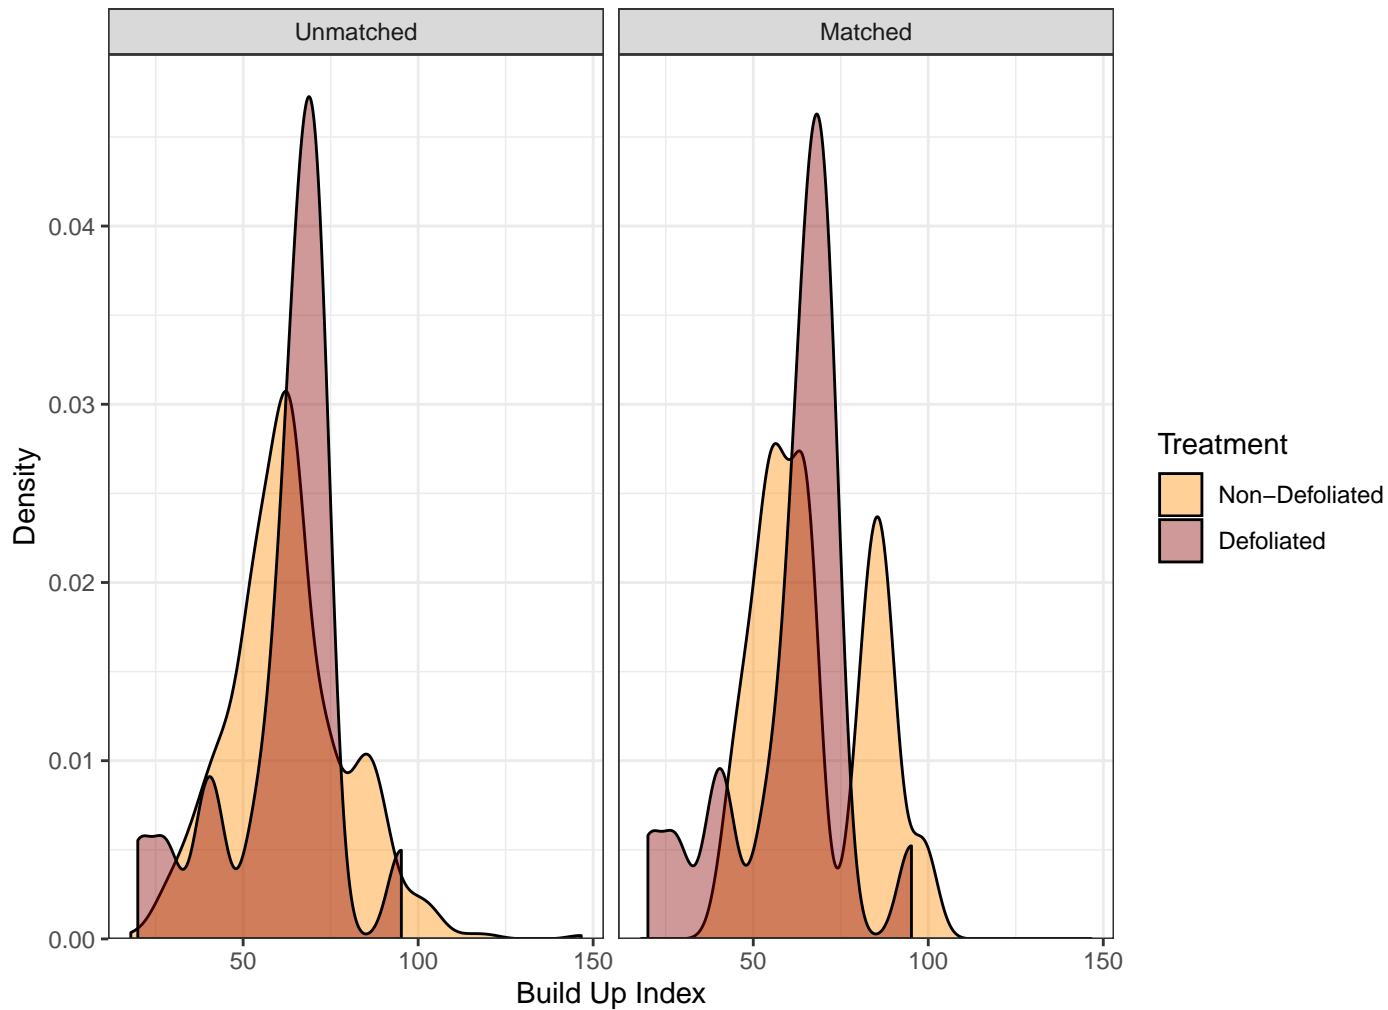 Unmatched
Matched
0.04
0.03
0.02
0.01
0.00
Density
50
100
150
50
100
150
Build Up Index
Treatment
Non−Defoliated
Defoliated